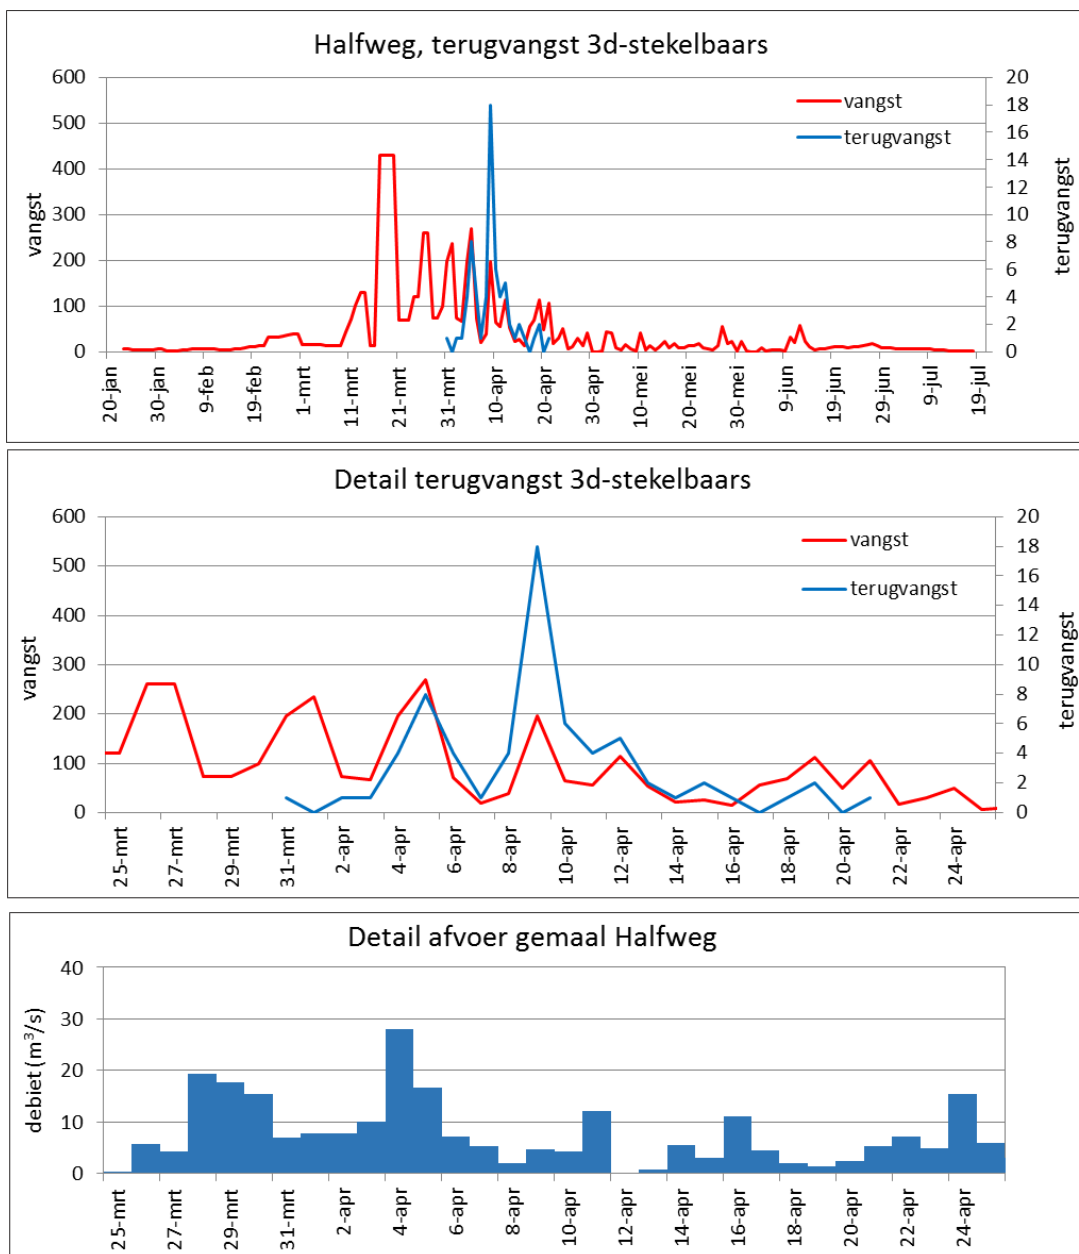 Halfweg, terugvangst 3d-stekelbaars
600
500
400
300
200
100
0
20
18
16
14
12
10
8
6
4
2
0
vangst
terugvangst
vangst
terugvangst
20-jan
30-jan
9-feb
19-feb
1-mrt
11-mrt
21-mrt
31-mrt
10-apr
20-apr
30-apr
10-mei
20-mei
30-mei
9-jun
19-jun
29-jun
9-jul
19-jul
Detail terugvangst 3d-stekelbaars
600
500
400
300
200
100
0
20
18
16
14
12
10
8
6
4
2
0
vangst
terugvangst
vangst
terugvangst
25-mrt
27-mrt
29-mrt
31-mrt
2-apr
4-apr
6-apr
8-apr
10-apr
12-apr
14-apr
16-apr
18-apr
20-apr
22-apr
24-apr
Detail afvoer gemaal Halfweg
40
30
20
10
0
debiet (m³/s)
25-mrt
27-mrt
29-mrt
31-mrt
2-apr
4-apr
6-apr
8-apr
10-apr
12-apr
14-apr
16-apr
18-apr
20-apr
22-apr
24-apr